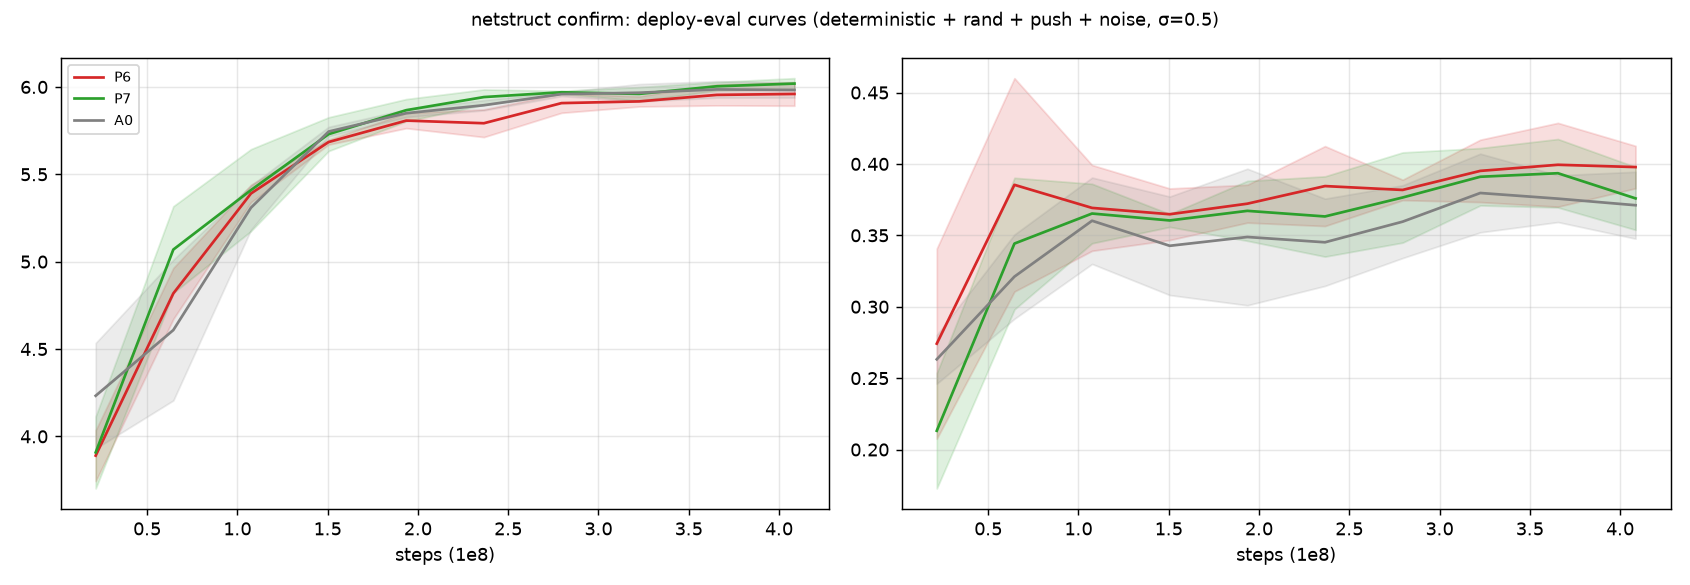 netstruct confirm: deploy-eval curves (deterministic + rand + push + noise, σ=0.5)
P6
P7
A0
6.0
5.5
5.0
4.5
4.0
0.5 1.0 1.5 2.0 2.5 3.0 3.5 4.0
steps (1e8)
0.45
0.40
0.35
0.30
0.25
0.20
0.5 1.0 1.5 2.0 2.5 3.0 3.5 4.0
steps (1e8)